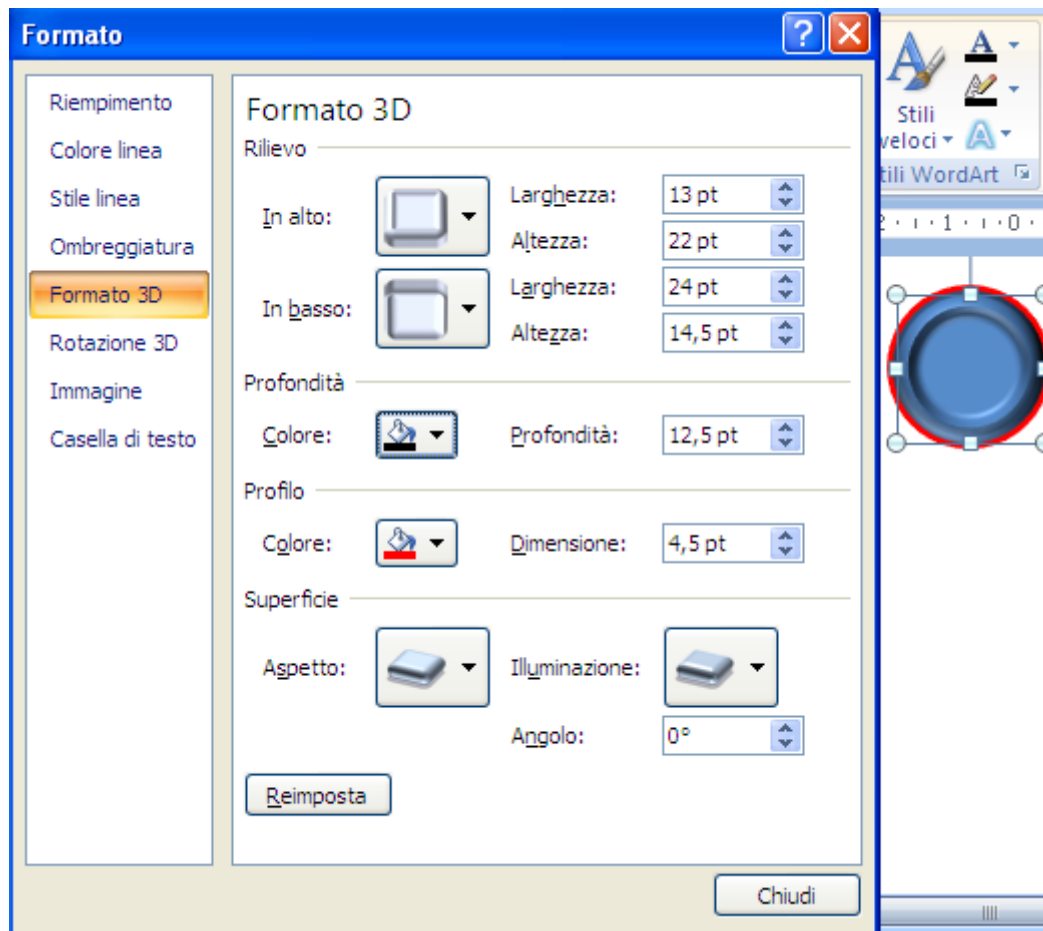 Formato
Riempimento
Colore linea
Stile linea
Ombreggiatura
Formato 3D
Rotazione 3D
Immagine
Casella di testo
Formato 3D
Rilievo
In alto:
Larghezza: 13 pt
Altezza: 22 pt
In basso:
Larghezza: 24 pt
Altezza: 14,5 pt
Profondità
Colore:
Profondità: 12,5 pt
Profilo
Colore:
Dimensione: 4,5 pt
Superficie
Aspetto:
Illuminazione:
Angolo: 0°
Reimposta
Chiudi
A
Stili
veloci
A
tili WordArt
2 · ı · 1 · ı · 0 ·